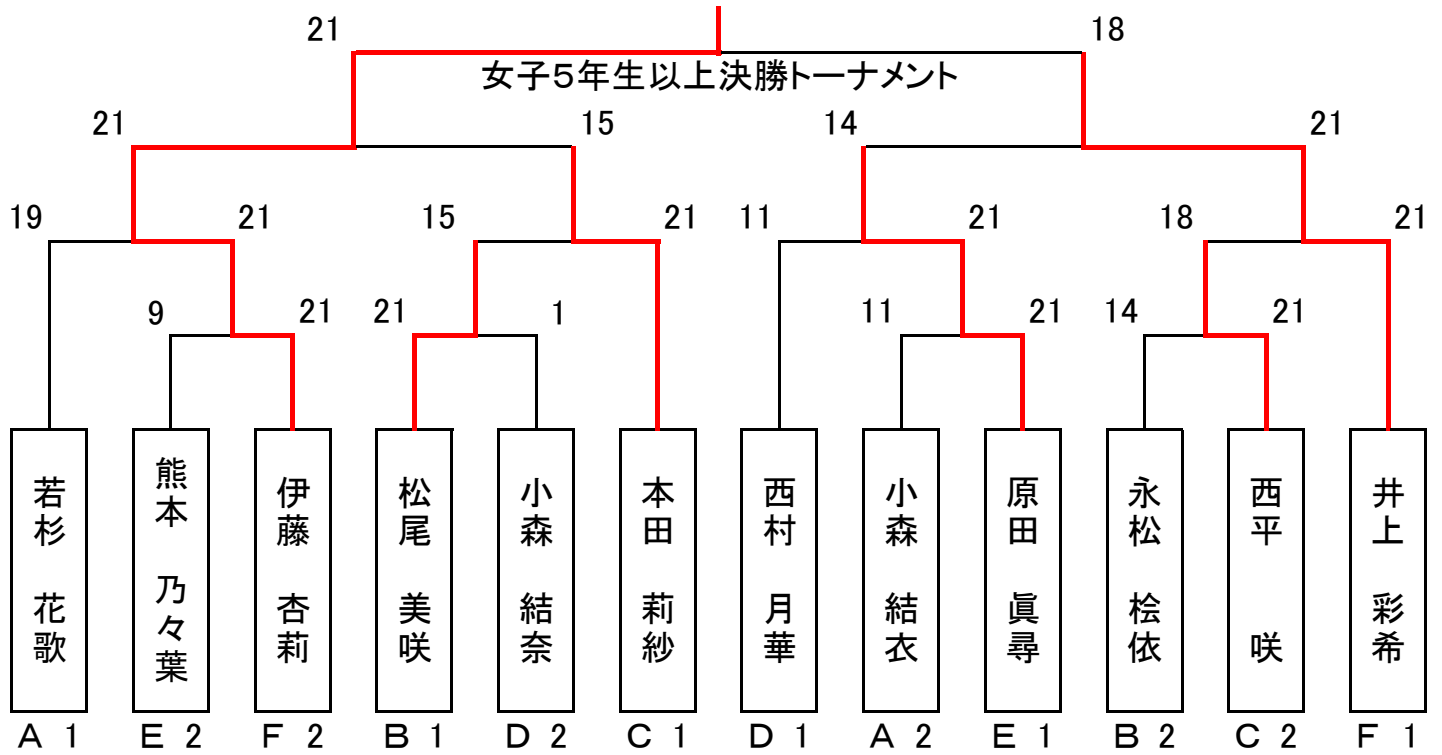 21 18
女子5年生以上決勝トーナメント
21 15 14 21
19 21 15 21 11 21 18 21
9 21 21 1 11 21 14 21
若杉 花歌
熊本 乃々葉
伊藤 杏莉
松尾 美咲
小森 結奈
本田 莉紗
西村 月華
小森 結衣
原田 眞尋
永松 桧依
西平 咲
井上 彩希
A 1 E 2 F 2 B 1 D 2 C 1 D 1 A 2 E 1 B 2 C 2 F 1